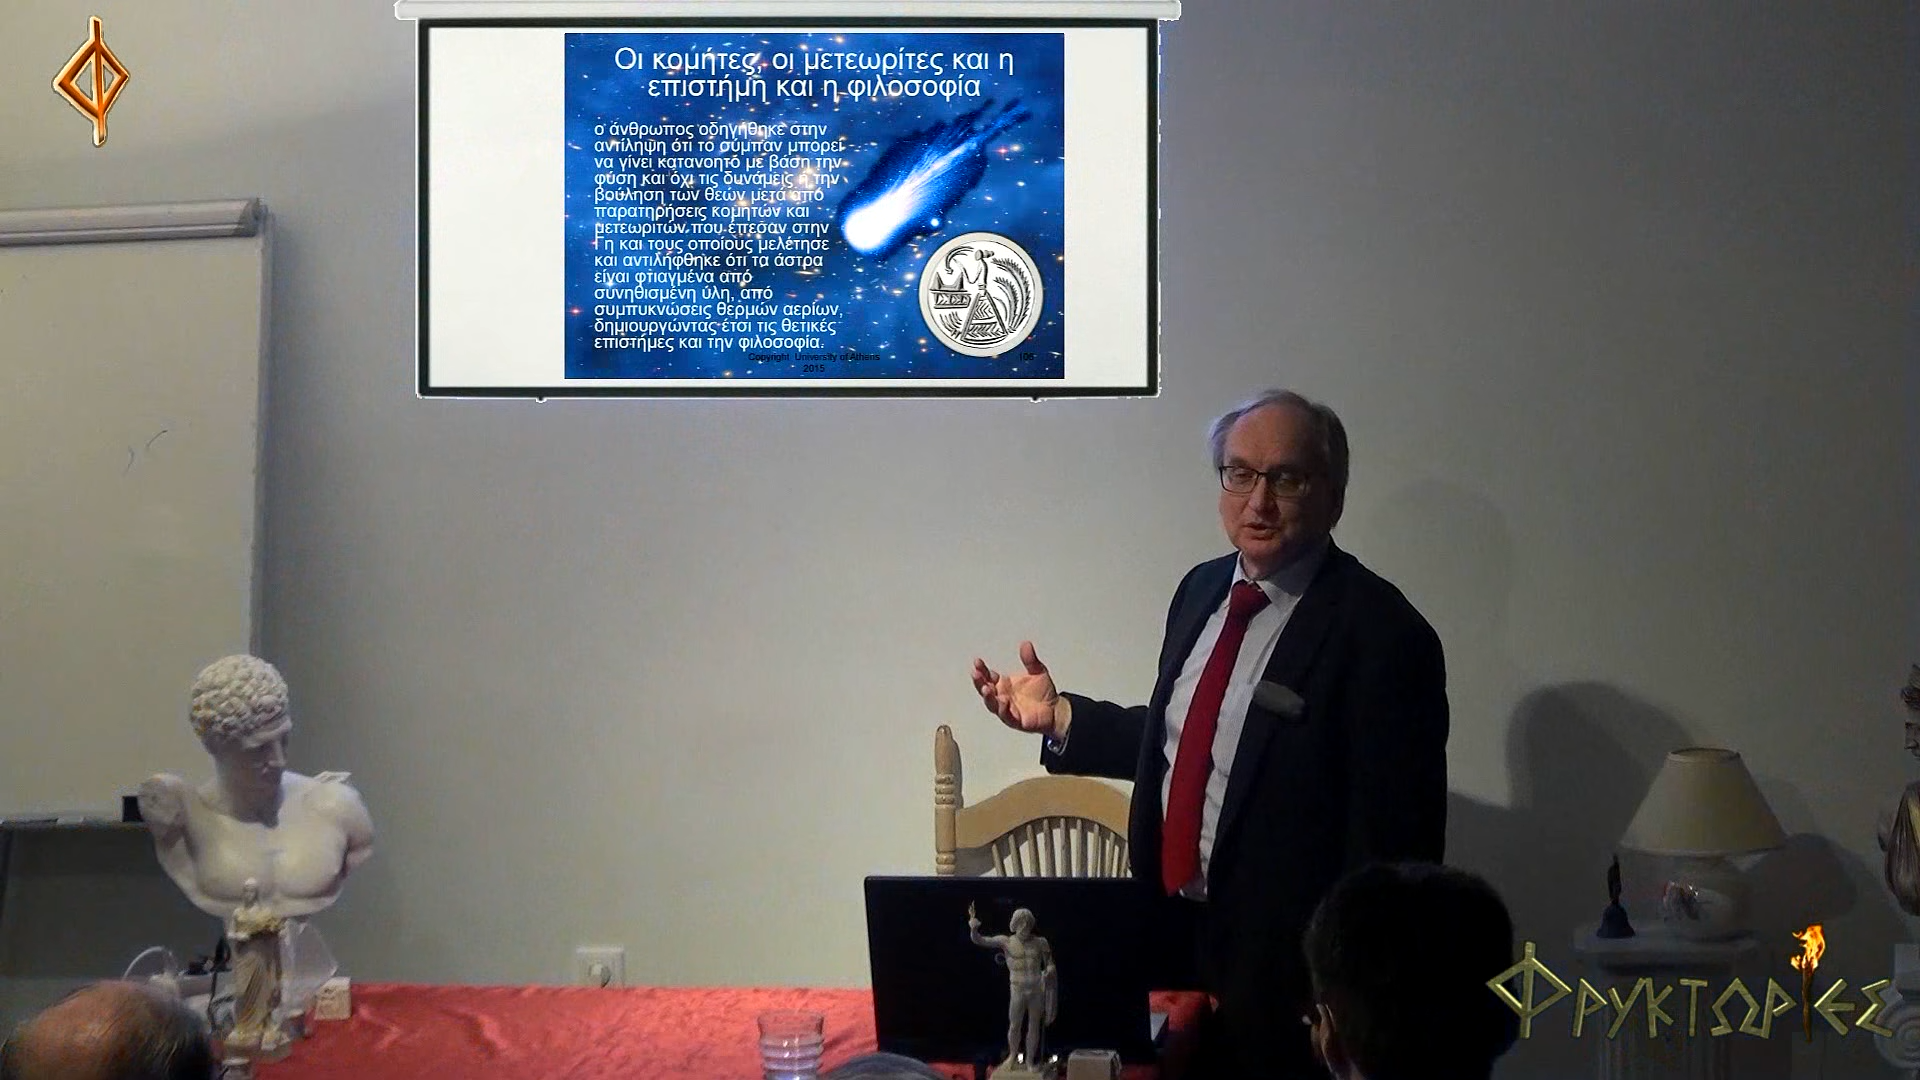 Οι κομήτες, οι μετεωρίτες και η
επιστήμη και η φιλοσοφία
ο άνθρωπος οδηγήθηκε στην
αντίληψη ότι το σύμπαν μπορεί
να γίνει κατανοητό με βάση την
φύση και όχι τις δυνάμεις ή την
βούληση των θεών μετά από
παρατηρήσεις κομητών και
μετεωριτών που έπεσαν στην
Γη και τους οποίους μελέτησε
και αντιλήφθηκε ότι τα άστρα
είναι φτιαγμένα από
συνηθισμένη ύλη, από
συμπυκνώσεις θερμών αερίων,
δημιουργώντας έτσι τις θετικές
επιστήμες και την φιλοσοφία.
Copyright University of Athens
2015
106
Φρυκτωρίες